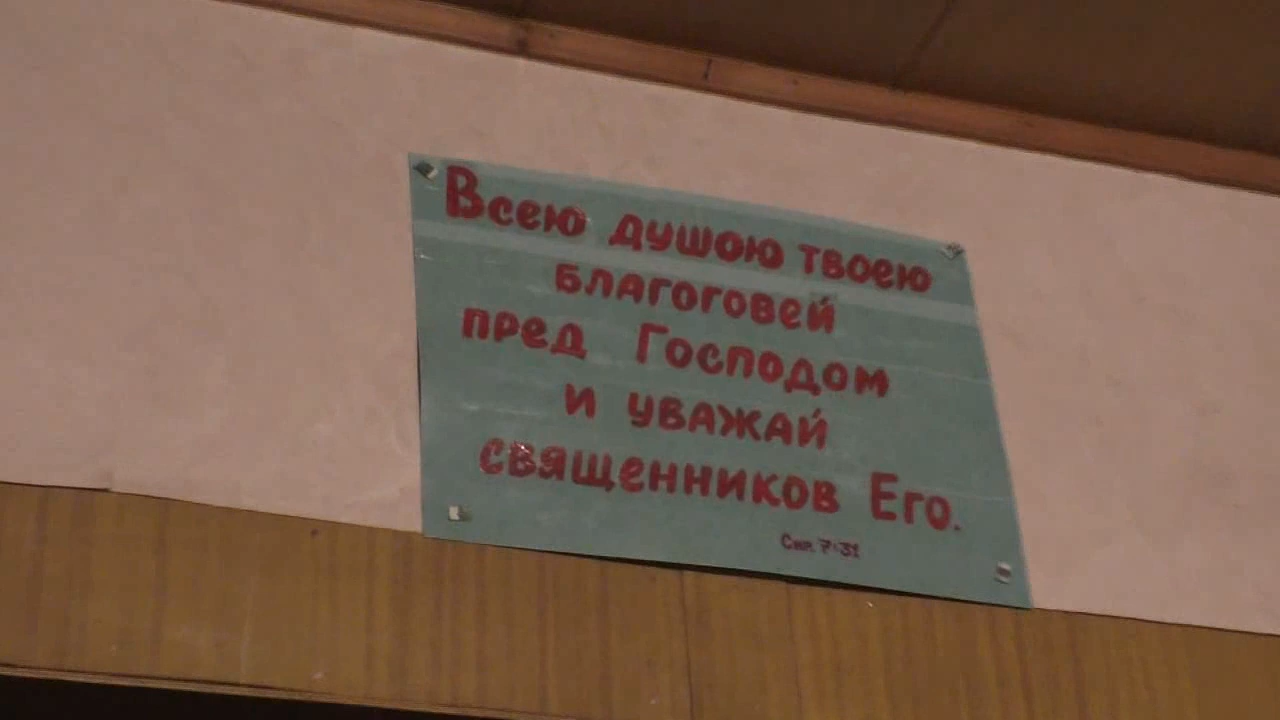 Всею душою твоею
благоговей
пред Господом
и уважай
священников Его.
Сир. 7:31